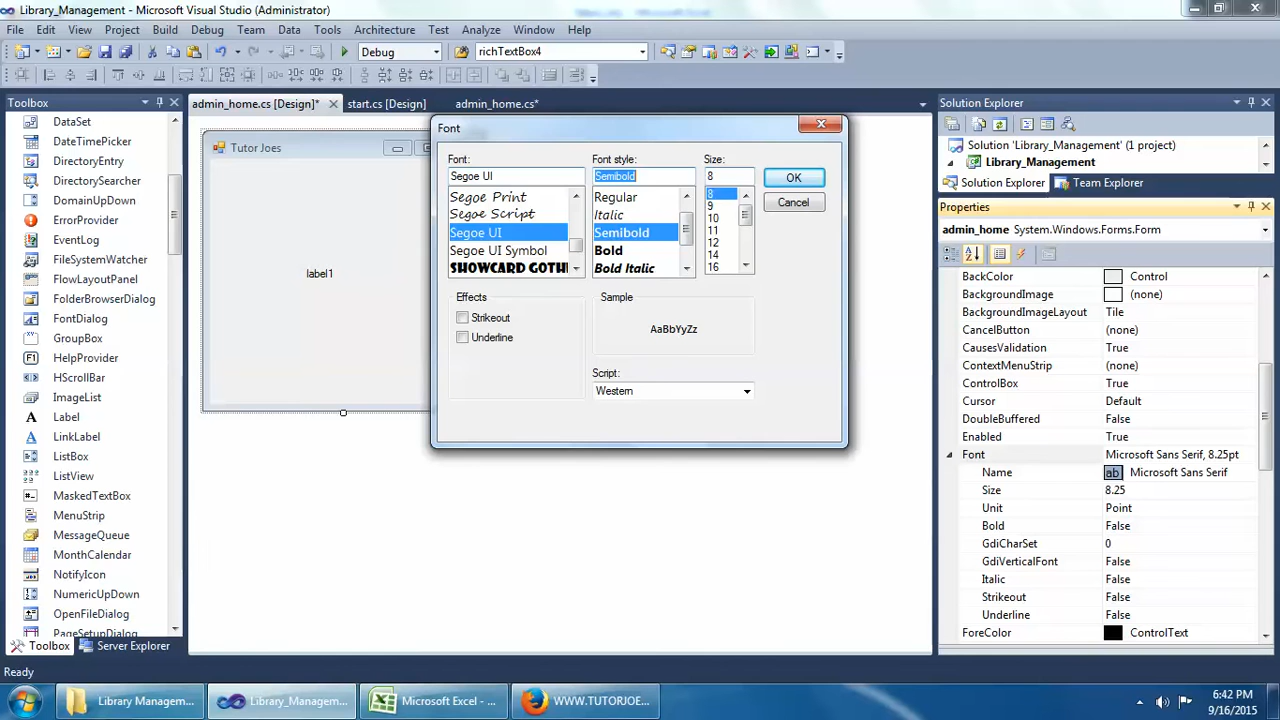 Library_Management - Microsoft Visual Studio (Administrator)
File Edit View Project Build Debug Team Data Tools Architecture Test Analyze Window Help
Debug richTextBox4
Toolbox
admin_home.cs [Design]* start.cs [Design] admin_home.cs*
Solution Explorer
DataSet
DateTimePicker
DirectoryEntry
DirectorySearcher
DomainUpDown
ErrorProvider
EventLog
FileSystemWatcher
FlowLayoutPanel
FolderBrowserDialog
FontDialog
GroupBox
HelpProvider
HScrollBar
ImageList
Label
LinkLabel
ListBox
ListView
MaskedTextBox
MenuStrip
MessageQueue
MonthCalendar
NotifyIcon
NumericUpDown
OpenFileDialog
PageSetupDialog
Toolbox Server Explorer
Tutor Joes
label1
Font
Font: Font style: Size:
Segoe UI Semibold 8
Segoe Print
Segoe Script
Segoe UI
Segoe UI Symbol
SHOWCARD GOTH
Regular
Italic
Semibold
Bold
Bold Italic
8
9
10
11
12
14
16
OK
Cancel
Effects
Strikeout
Underline
Sample
AaBbYyZz
Script:
Western
Solution 'Library_Management' (1 project)
Library_Management
Solution Explorer Team Explorer
Properties
admin_home System.Windows.Forms.Form
BackColor Control
BackgroundImage (none)
BackgroundImageLayout Tile
CancelButton (none)
CausesValidation True
ContextMenuStrip (none)
ControlBox True
Cursor Default
DoubleBuffered False
Enabled True
Font Microsoft Sans Serif, 8.25pt
Name ab Microsoft Sans Serif
Size 8.25
Unit Point
Bold False
GdiCharSet 0
GdiVerticalFont False
Italic False
Strikeout False
Underline False
ForeColor ControlText
Ready
Library Managem... Library_Managem... Microsoft Excel - ... WWW.TUTORJOE...
6:42 PM
9/16/2015